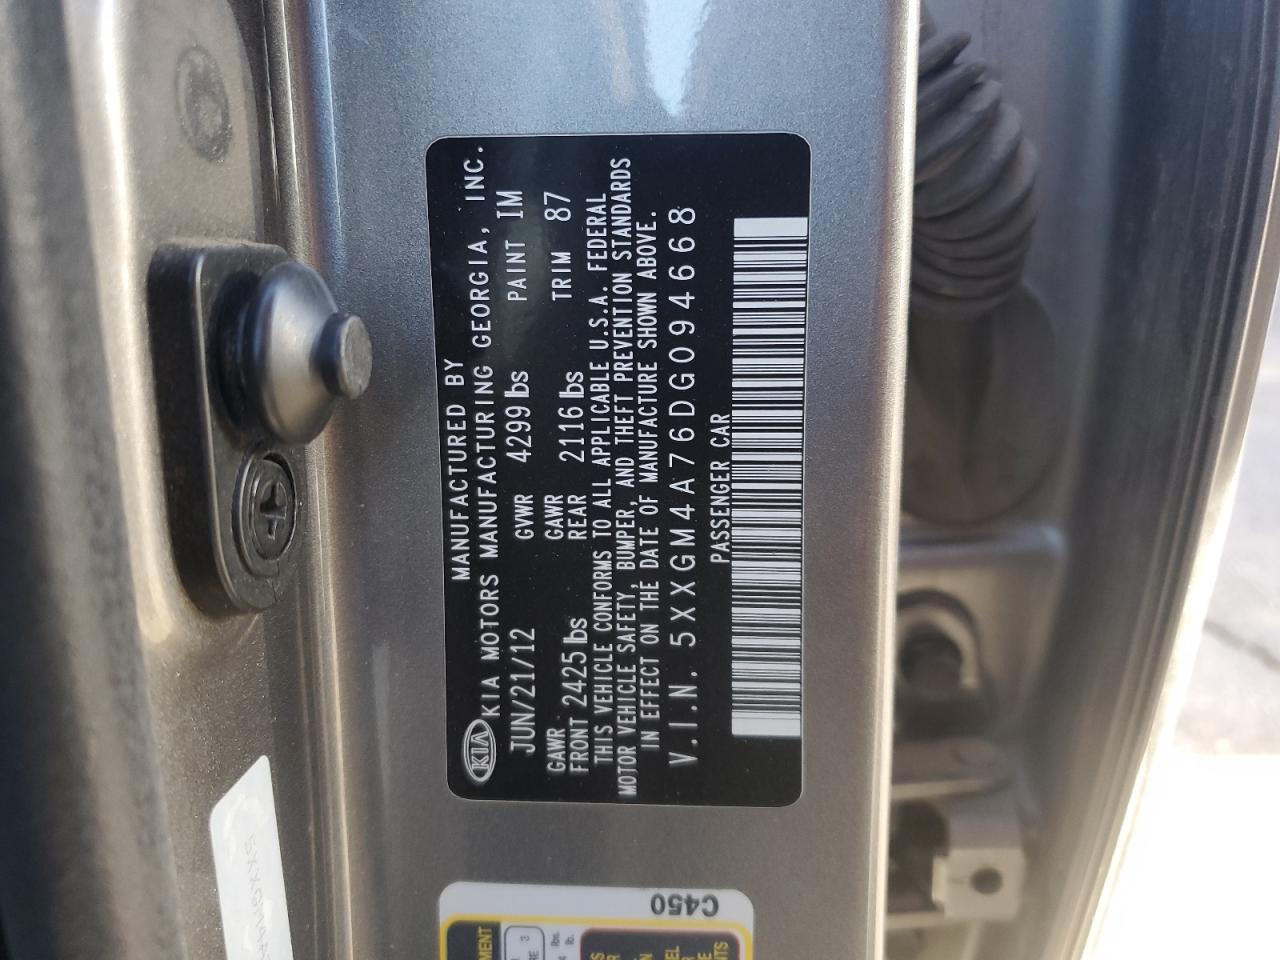 MANUFACTURED BY
KIA KIA MOTORS MANUFACTURING GEORGIA, INC.
JUN/21/12 GVWR 4299 lbs PAINT IM
GAWR FRONT 2425 lbs GAWR REAR 2116 lbs TRIM 87
THIS VEHICLE CONFORMS TO ALL APPLICABLE U.S.A. FEDERAL
MOTOR VEHICLE SAFETY, BUMPER, AND THEFT PREVENTION STANDARDS
IN EFFECT ON THE DATE OF MANUFACTURE SHOWN ABOVE.
V.I.N. 5XXGM4A76DG094668
PASSENGER CAR
C450